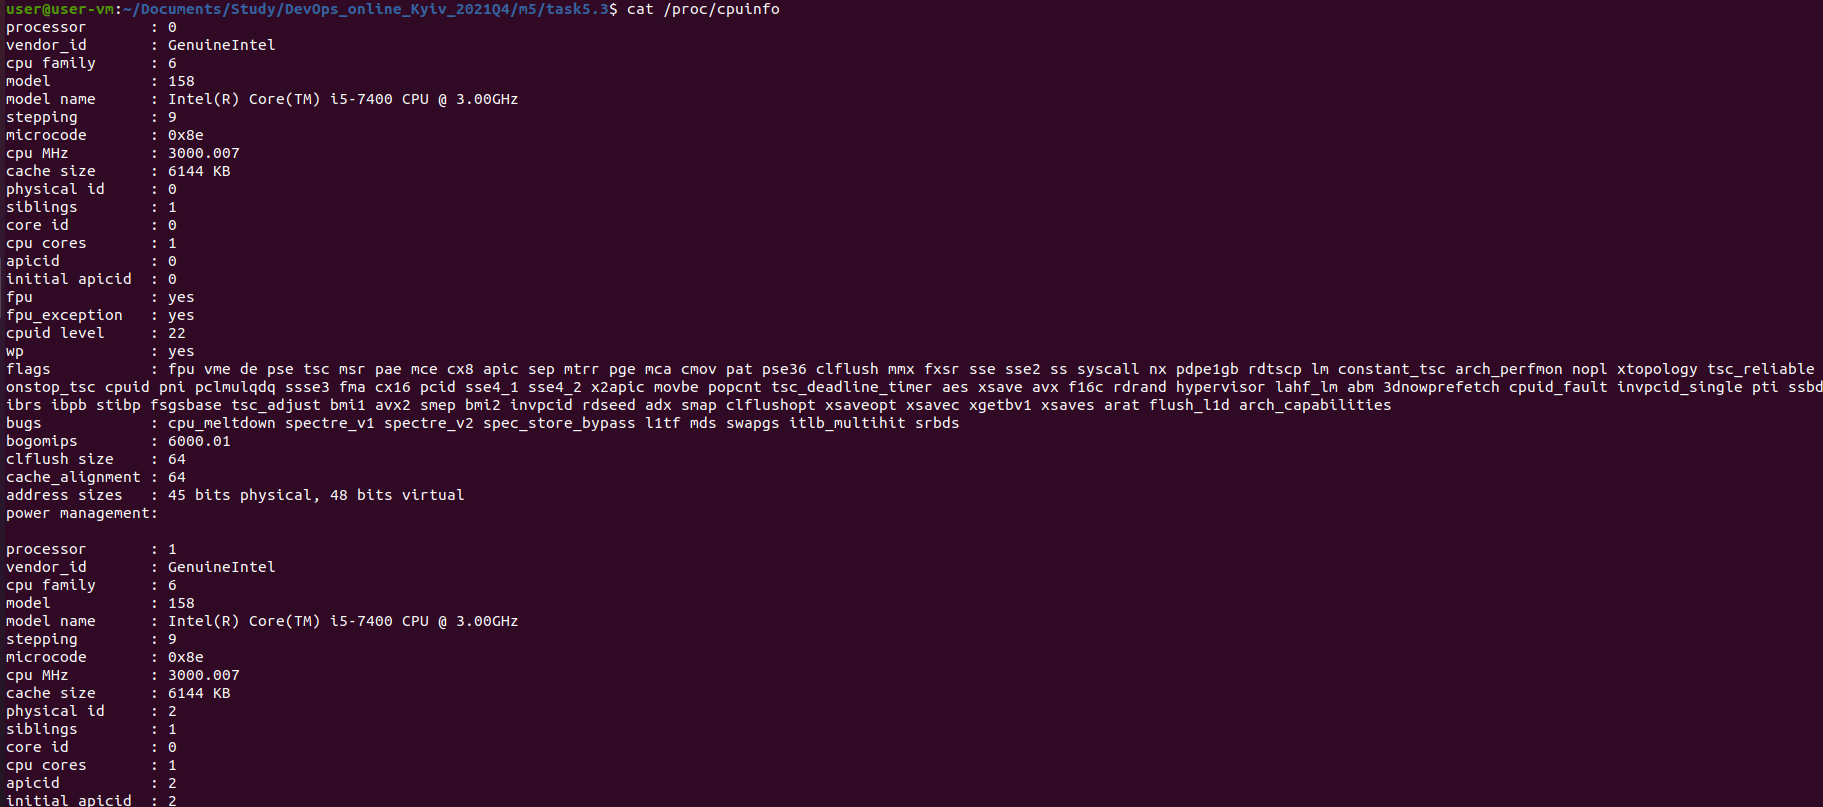 user@user-vm:~/Documents/Study/DevOps_online_Kyiv_2021Q4/m5/task5.3$ cat /proc/cpuinfo
processor : 0
vendor_id : GenuineIntel
cpu family : 6
model : 158
model name : Intel(R) Core(TM) i5-7400 CPU @ 3.00GHz
stepping : 9
microcode : 0x8e
cpu MHz : 3000.007
cache size : 6144 KB
physical id : 0
siblings : 1
core id : 0
cpu cores : 1
apicid : 0
initial apicid : 0
fpu : yes
fpu_exception : yes
cpuid level : 22
wp : yes
flags : fpu vme de pse tsc msr pae mce cx8 apic sep mtrr pge mca cmov pat pse36 clflush mmx fxsr sse sse2 ss syscall nx pdpe1gb rdtscp lm constant_tsc arch_perfmon nopl xtopology tsc_reliable
onstop_tsc cpuid pni pclmulqdq ssse3 fma cx16 pcid sse4_1 sse4_2 x2apic movbe popcnt tsc_deadline_timer aes xsave avx f16c rdrand hypervisor lahf_lm abm 3dnowprefetch cpuid_fault invpcid_single pti ssbd
ibrs ibpb stibp fsgsbase tsc_adjust bmi1 avx2 smep bmi2 invpcid rdseed adx smap clflushopt xsaveopt xsavec xgetbv1 xsaves arat flush_l1d arch_capabilities
bugs : cpu_meltdown spectre_v1 spectre_v2 spec_store_bypass l1tf mds swapgs itlb_multihit srbds
bogomips : 6000.01
clflush size : 64
cache_alignment : 64
address sizes : 45 bits physical, 48 bits virtual
power management:
processor : 1
vendor_id : GenuineIntel
cpu family : 6
model : 158
model name : Intel(R) Core(TM) i5-7400 CPU @ 3.00GHz
stepping : 9
microcode : 0x8e
cpu MHz : 3000.007
cache size : 6144 KB
physical id : 2
siblings : 1
core id : 0
cpu cores : 1
apicid : 2
initial apicid : 2